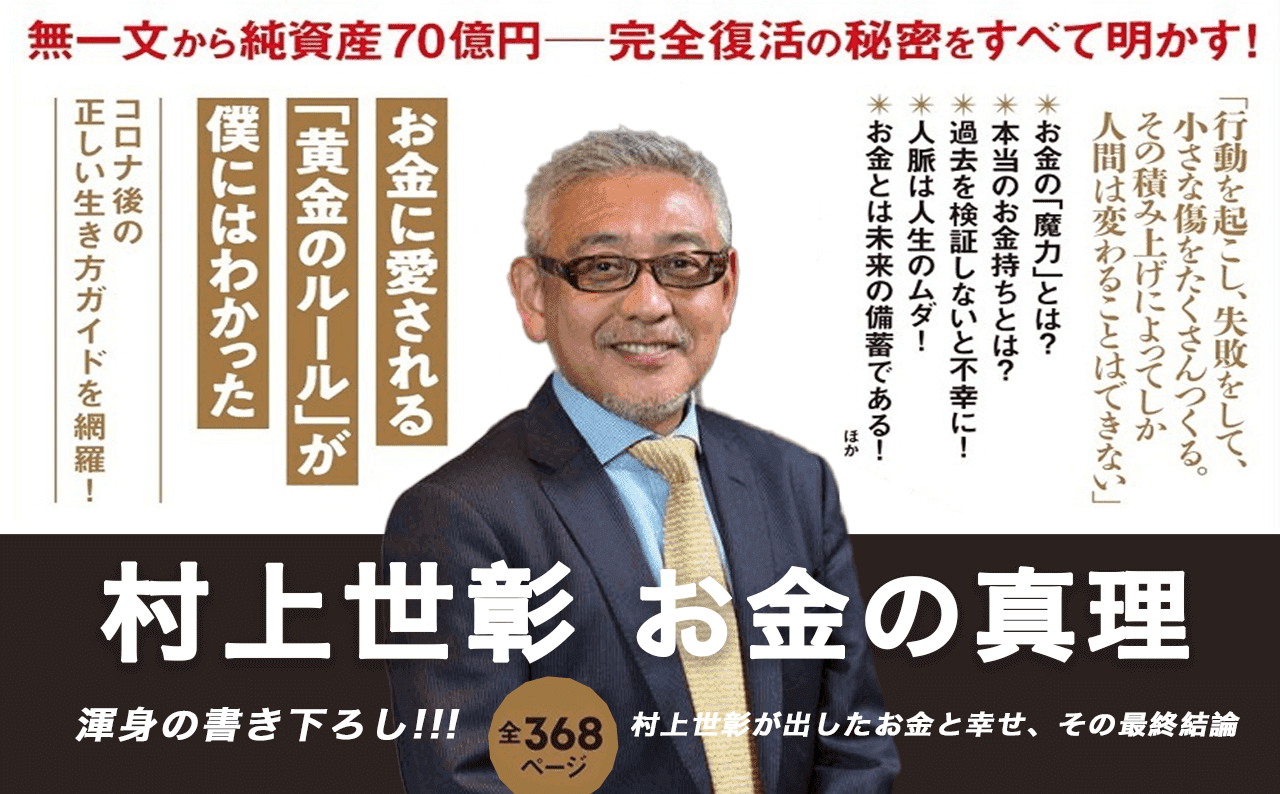 無一文から純資産70億円―完全復活の秘密をすべて明かす!
「行動を起こし、失敗をして、
小さな傷をたくさんつくる。
その積み上げによってしか
人間は変わることはできない」
✴お金の「魔力」とは?
✴本当のお金持ちとは?
✴過去を検証しないと不幸に!
✴人脈は人生のムダ!
✴お金とは未来の備蓄である!
ほか
お金に愛される
「黄金のルール」が
僕にはわかった
コロナ後の
正しい生き方ガイドを網羅!
村上世彰 お金の真理
渾身の書き下ろし!!!
全368
ページ
村上世彰が出したお金と幸せ、その最終結論